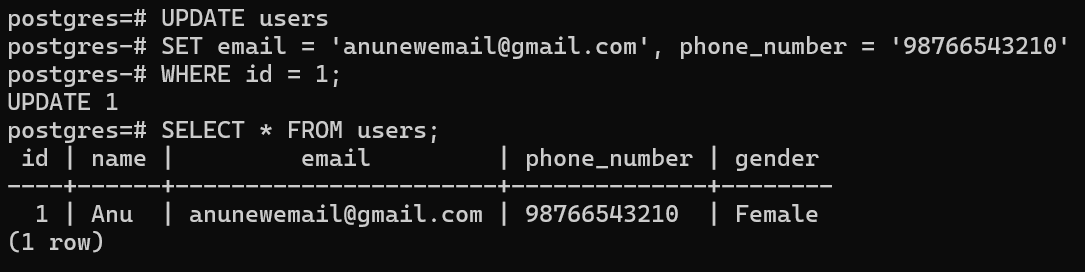 postgres=# UPDATE users
postgres-# SET email = 'anunewemail@gmail.com', phone_number = '98766543210'
postgres-# WHERE id = 1;
UPDATE 1
postgres=# SELECT * FROM users;
 id | name |         email         | phone_number | gender
----+------+-----------------------+--------------+--------
  1 | Anu  | anunewemail@gmail.com | 98766543210  | Female
(1 row)